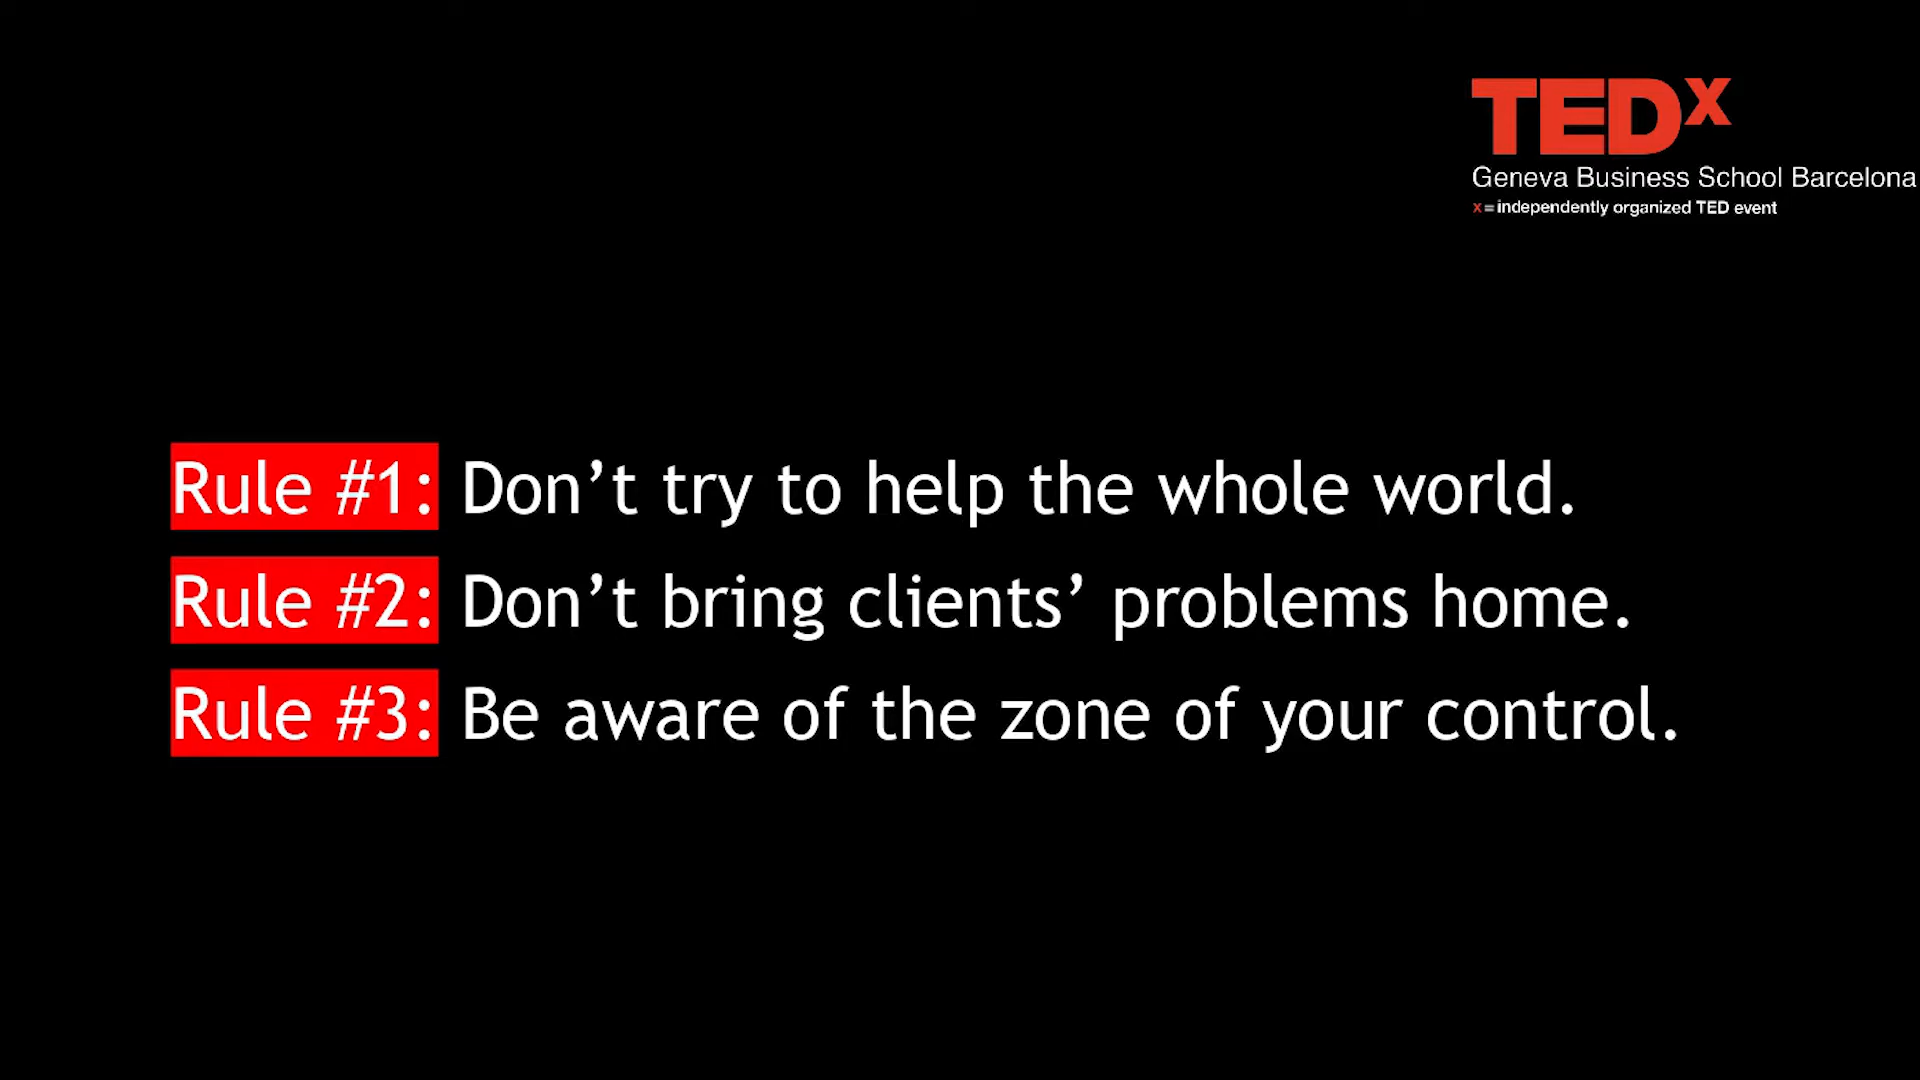 TEDx
Geneva Business School Barcelona
x=independently organized TED event
Rule #1: Don’t try to help the whole world.
Rule #2: Don’t bring clients’ problems home.
Rule #3: Be aware of the zone of your control.